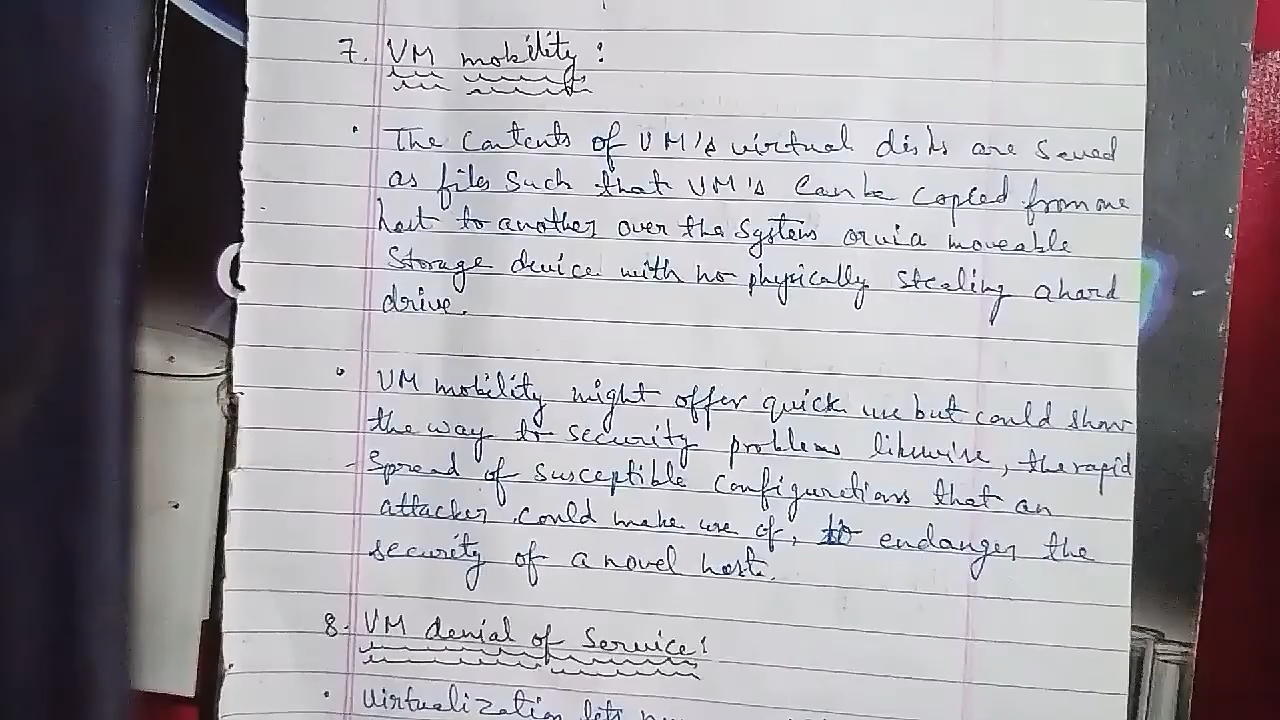 7. VM mobility :
• The Contents of VM's virtual disks are saved
as files Such that VM's Can be Copied from one
host to another over the System or via moveable
Storage device with no physically stealing a hard
drive.
• VM mobility might offer quick use but could show
the way to security problems likewise, the rapid
spread of susceptible Configurations that an
attacker could make use of, to endanger the
security of a novel host.
8. VM denial of Service:
• Virtualization lets